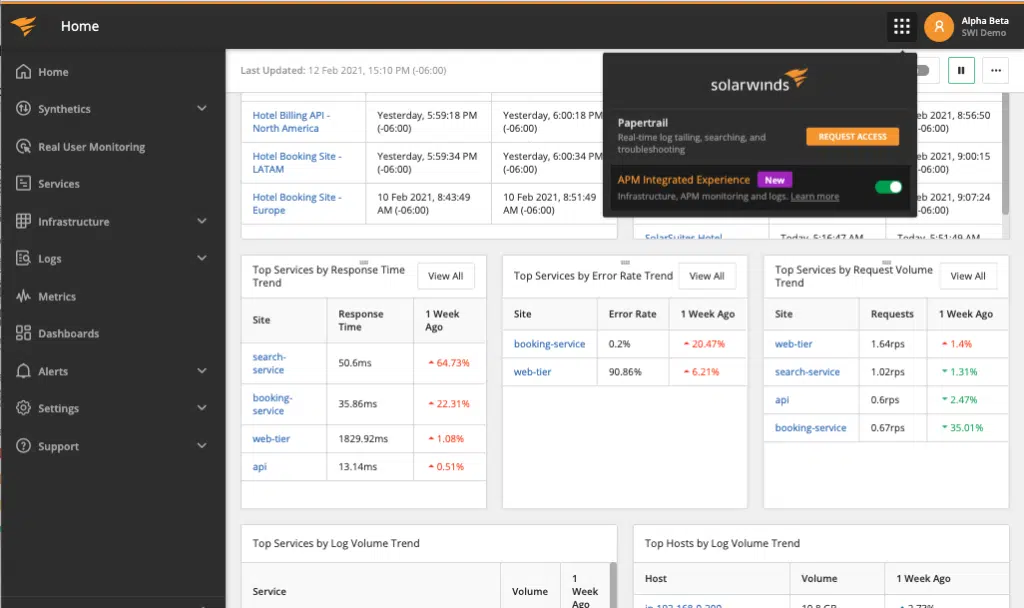 Home
Alpha Beta
SWI Demo
Home
Synthetics
Real User Monitoring
Services
Infrastructure
Logs
Metrics
Dashboards
Alerts
Settings
Support
Last Updated: 12 Feb 2021, 15:10 PM (-06:00)
Hotel Billing API -
North America
Yesterday, 5:59:18 PM
(-06:00)
Yesterday, 6:00:18 PM
(-06:00)
Hotel Booking Site -
LATAM
Yesterday, 5:59:34 PM
(-06:00)
Yesterday, 6:00:34 PM
(-06:00)
Hotel Booking Site -
Europe
10 Feb 2021, 8:43:49
AM (-06:00)
10 Feb 2021, 8:51:49
AM (-06:00)
solarwinds
Papertrail
Real-time log tailing, searching, and
troubleshooting
REQUEST ACCESS
APM Integrated Experience New
Infrastructure, APM monitoring and logs. Learn more
eb 2021, 8:56:50
-06:00)
eb 2021, 9:00:15
-06:00)
eb 2021, 9:07:24
-06:00)
SolarSuites Hotel
Today, 5:16:47 AM
Today, 5:51:49 AM
Top Services by Response Time
Trend
View All
Site
Response
Time
1 Week
Ago
search-
service
50.6ms
64.73%
booking-
service
35.86ms
22.31%
web-tier
1829.92ms
1.08%
api
13.14ms
0.51%
Top Services by Error Rate Trend
View All
Site
Error Rate
1 Week Ago
booking-service
0.2%
20.47%
web-tier
90.86%
6.21%
Top Services by Request Volume
Trend
View All
Site
Requests
1 Week Ago
web-tier
1.64rps
1.4%
search-service
1.02rps
1.31%
api
0.6rps
2.47%
booking-service
0.67rps
35.01%
Top Services by Log Volume Trend
Service
Volume
1
Week
Ago
Top Hosts by Log Volume Trend
Host
Volume
1 Week Ago
ip-192.168.0.200
10.8 GB
2.73%